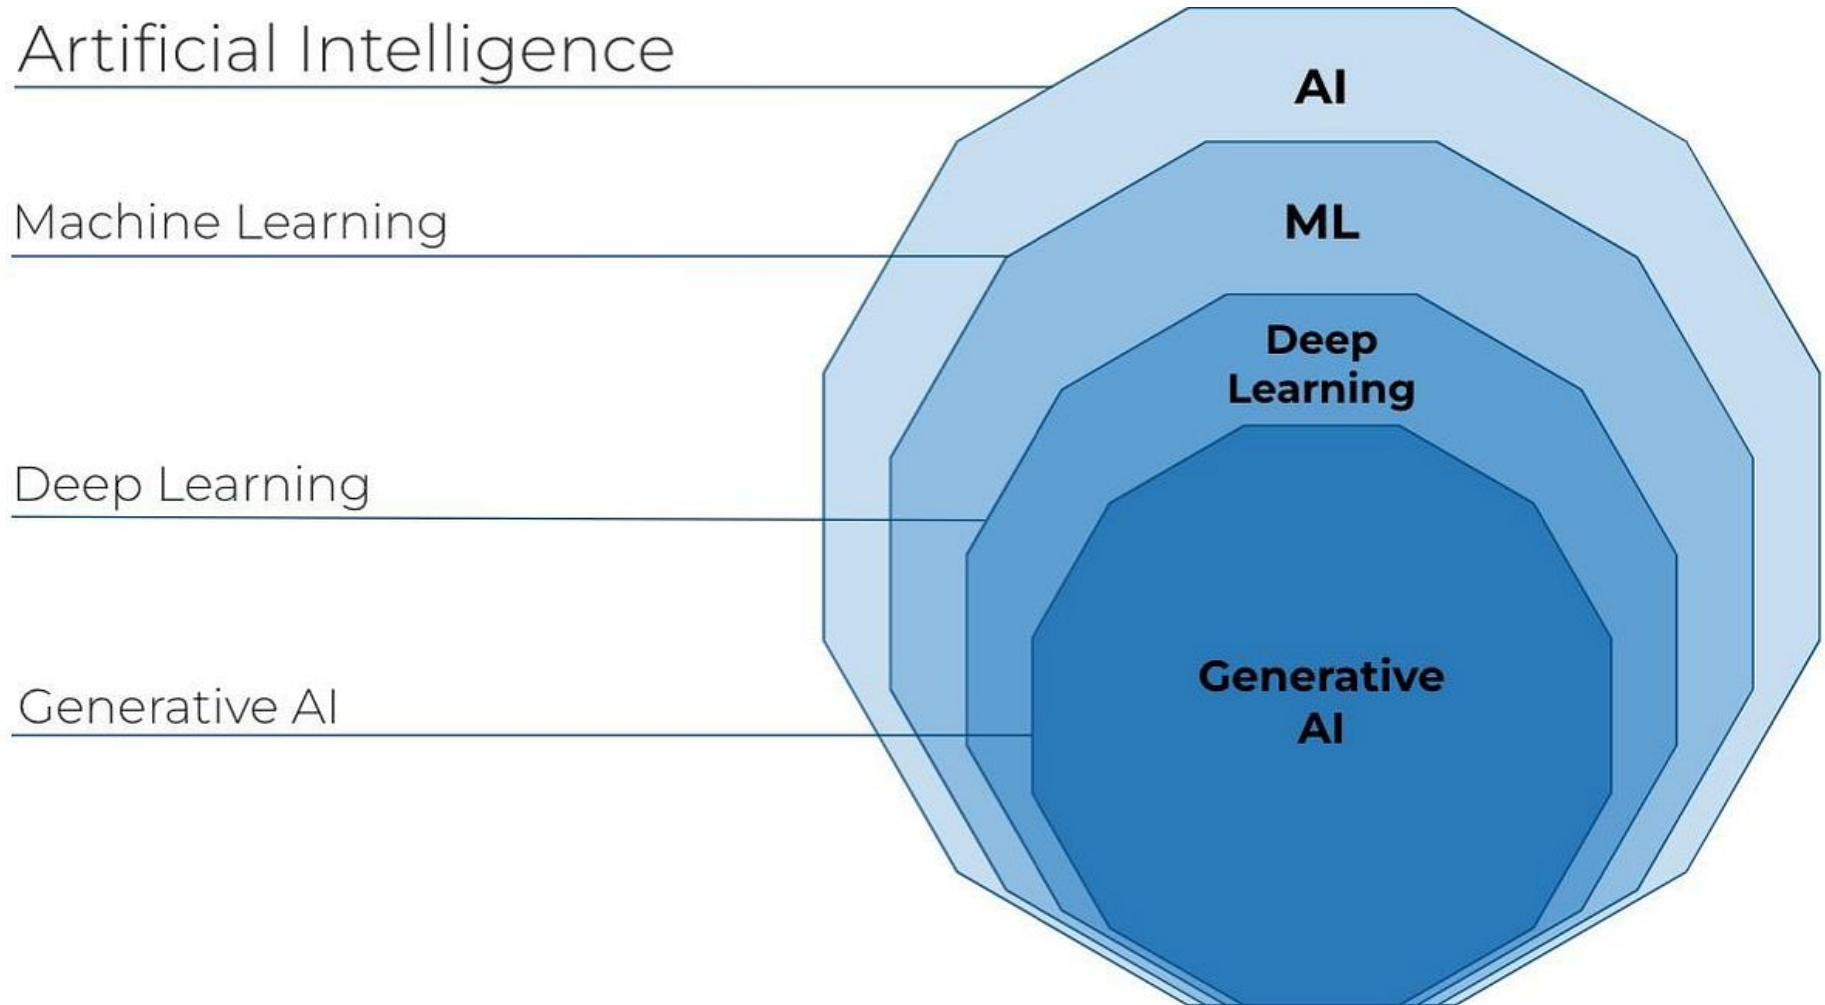 Artificial Intelligence
AI
Machine Learning
ML
Deep
Learning
Deep Learning
Generative
AI
Generative AI